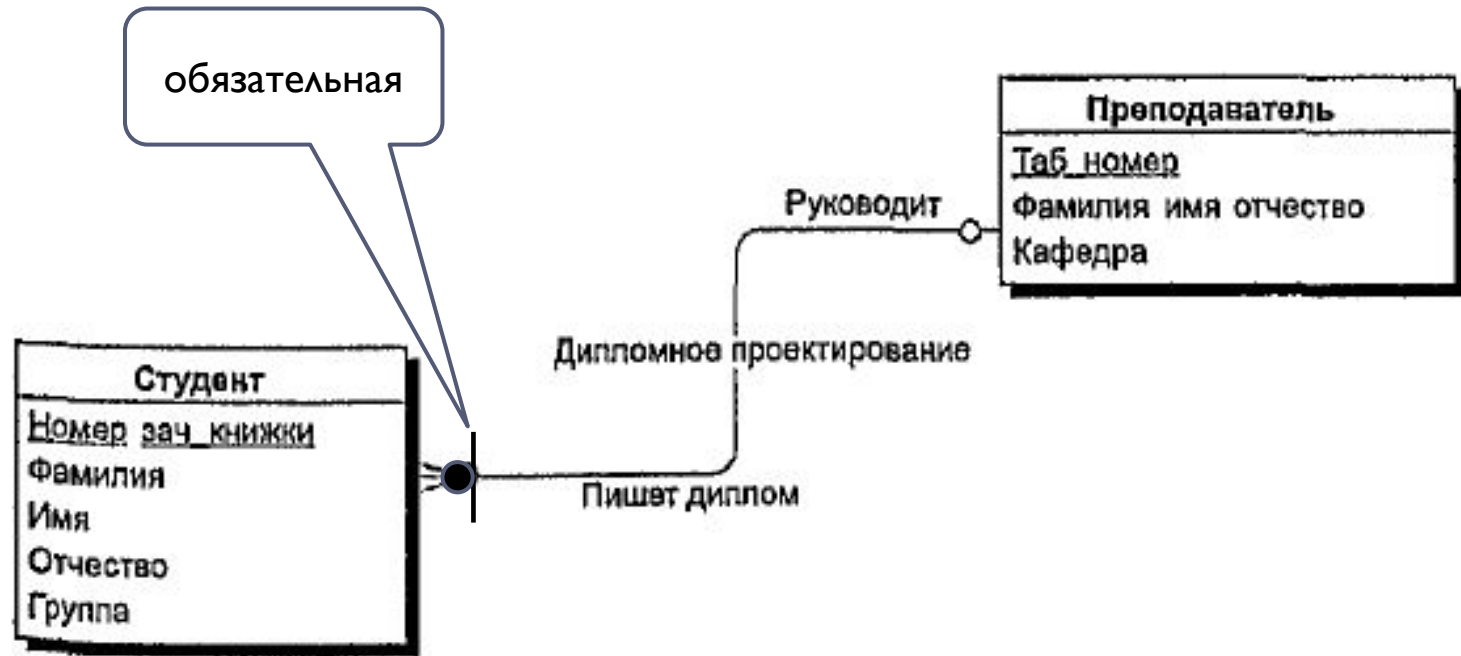 обязательная
Преподаватель
Таб_номер
Фамилия имя отчество
Кафедра
Руководит
Дипломное проектирование
Пишет диплом
Студент
Номер зач_книжки
Фамилия
Имя
Отчество
Группа